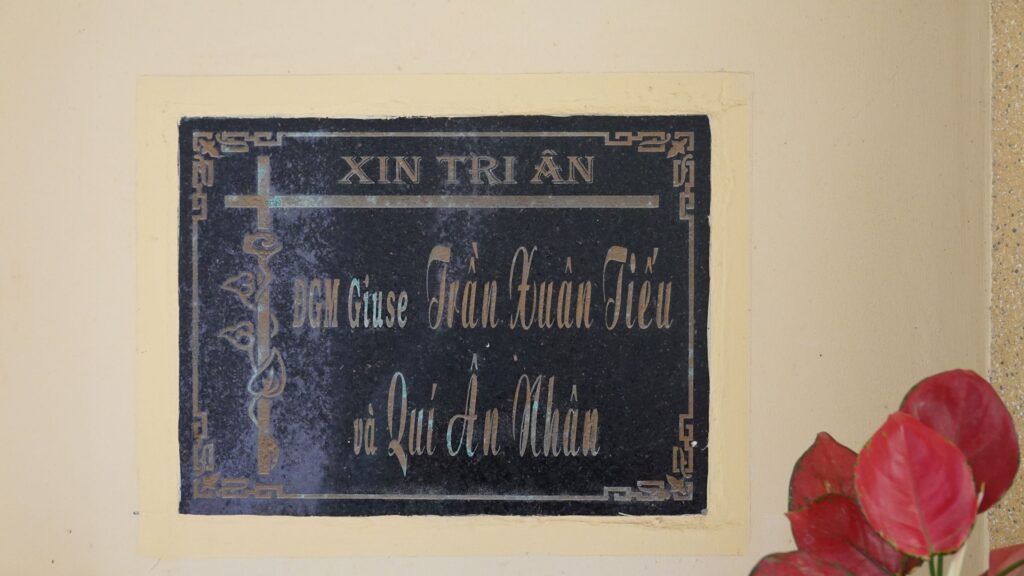 XIN TRI ÂN
ĐGM Giuse Trần Xuân Tiếu
và Quí Ân Nhân